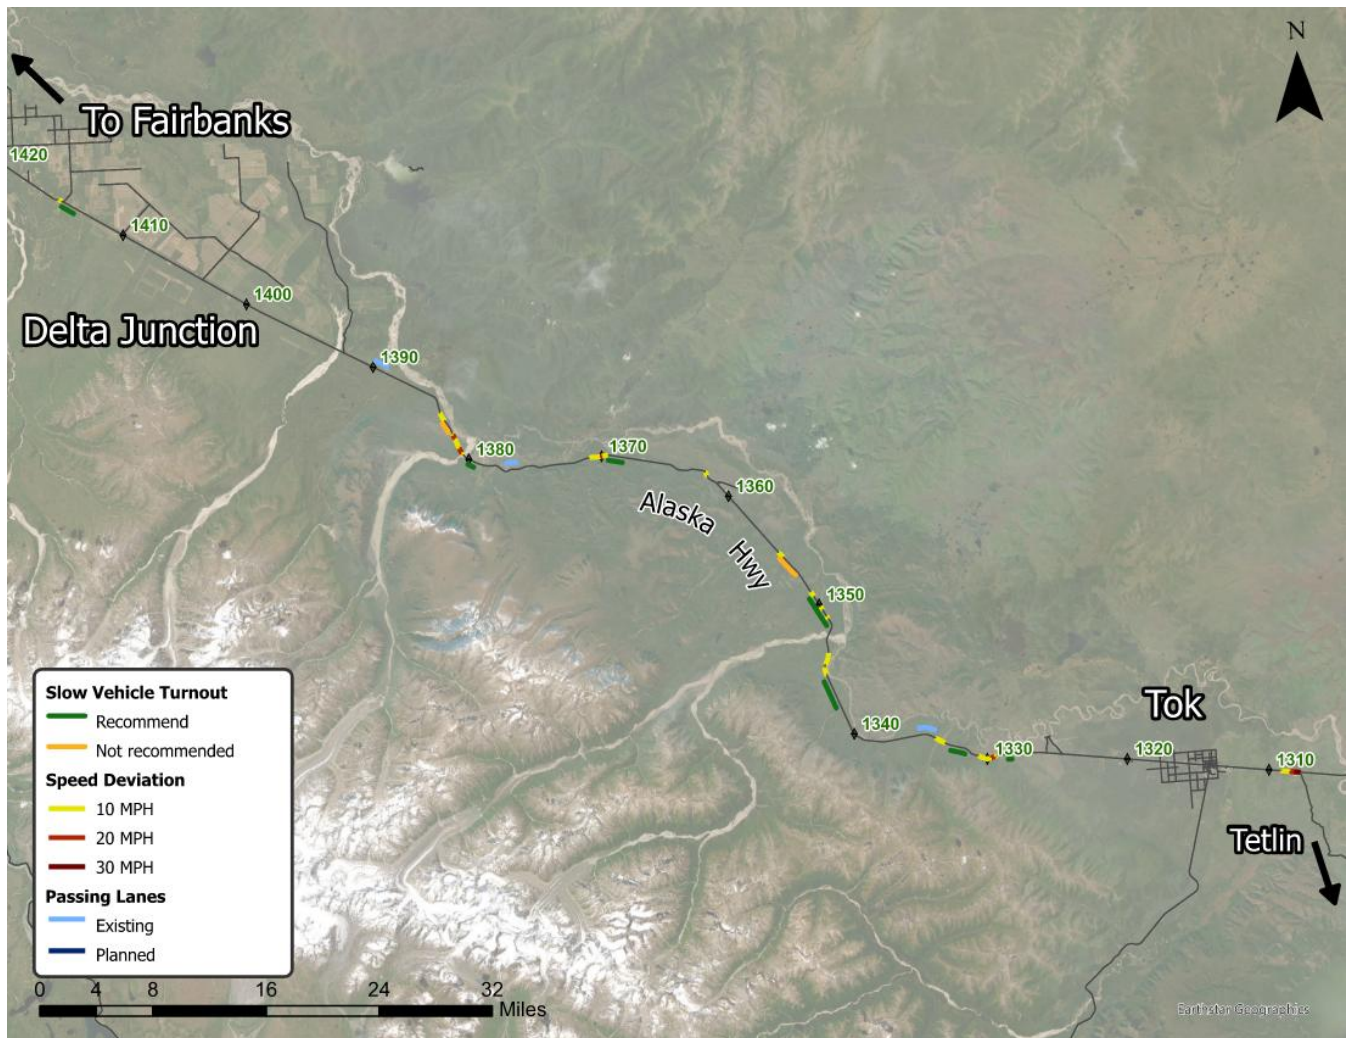 N
To Fairbanks
1420
1410
1400
Delta Junction
1390
1380
1370
1360
Alaska
Hwy
1350
1340
Tok
1330
1320
1310
Tetlin
Slow Vehicle Turnout
Recommend
Not recommended
Speed Deviation
10 MPH
20 MPH
30 MPH
Passing Lanes
Existing
Planned
0 4 8 16 24 32
Miles
Earthstar Geographics